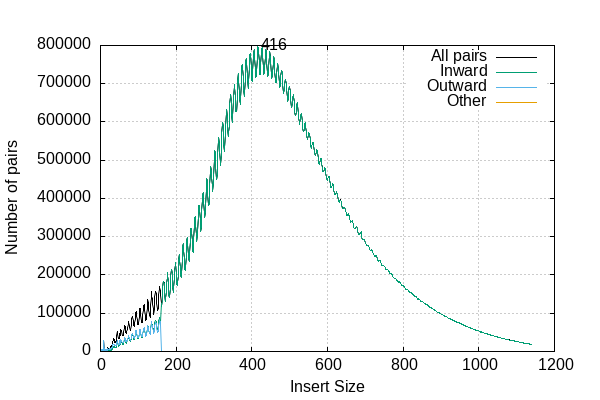 416
All pairs
Inward
Outward
Other
Number of pairs
800000
700000
600000
500000
400000
300000
200000
100000
0
0 200 400 600 800 1000 1200
Insert Size